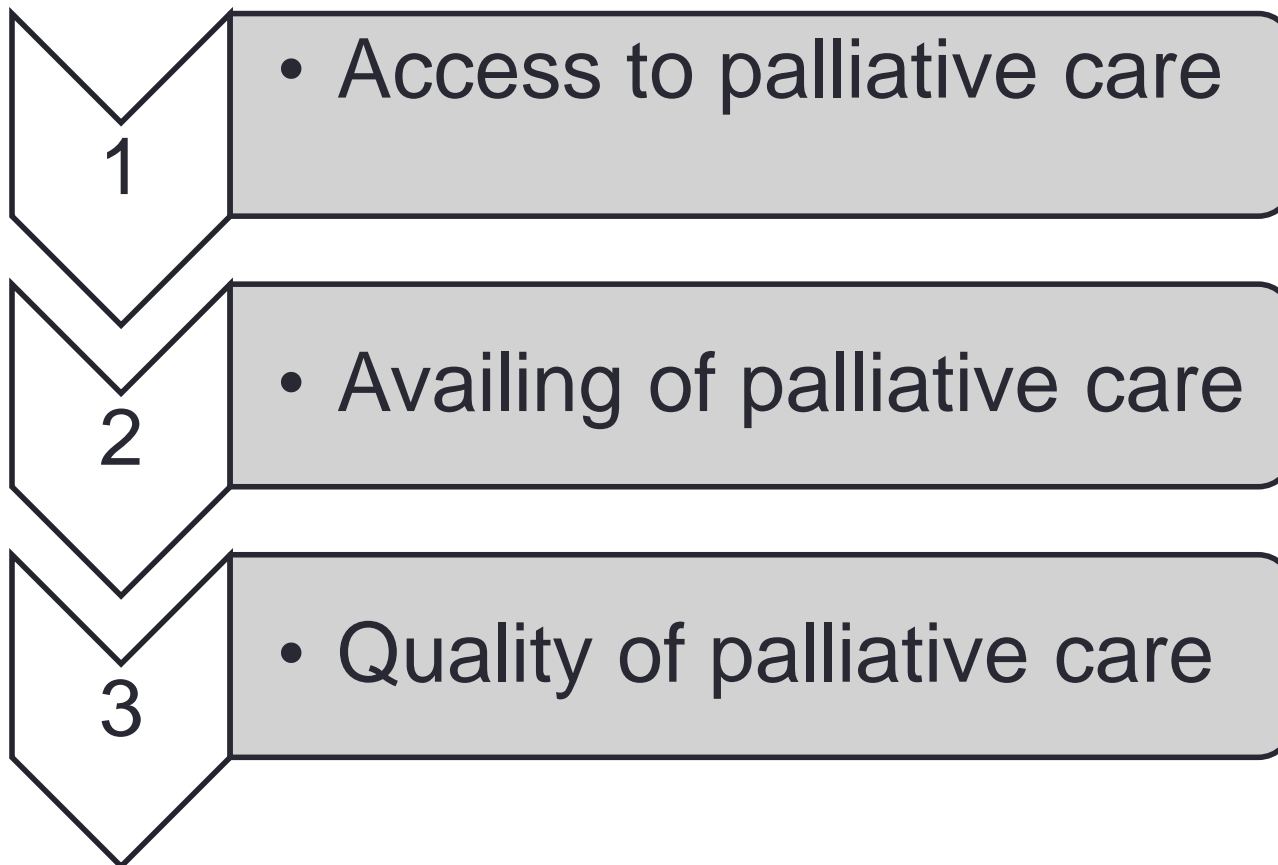 1
• Access to palliative care
2
• Availing of palliative care
3
• Quality of palliative care